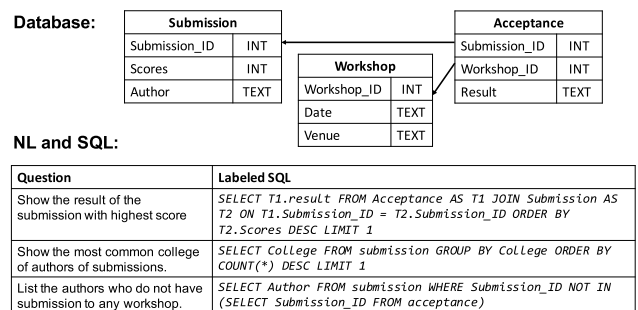 Database:
Submission
Submission_ID INT
Scores INT
Author TEXT
Workshop
Workshop_ID INT
Date TEXT
Venue TEXT
Acceptance
Submission_ID INT
Workshop_ID INT
Result TEXT
NL and SQL:
Question Labeled SQL
Show the result of the
submission with highest score
SELECT T1.result FROM Acceptance AS T1 JOIN Submission AS
T2 ON T1.Submission_ID = T2.Submission_ID ORDER BY
T2.Scores DESC LIMIT 1
Show the most common college
of authors of submissions.
SELECT College FROM submission GROUP BY College ORDER BY
COUNT(*) DESC LIMIT 1
List the authors who do not have
submission to any workshop.
SELECT Author FROM submission WHERE Submission_ID NOT IN
(SELECT Submission_ID FROM acceptance)